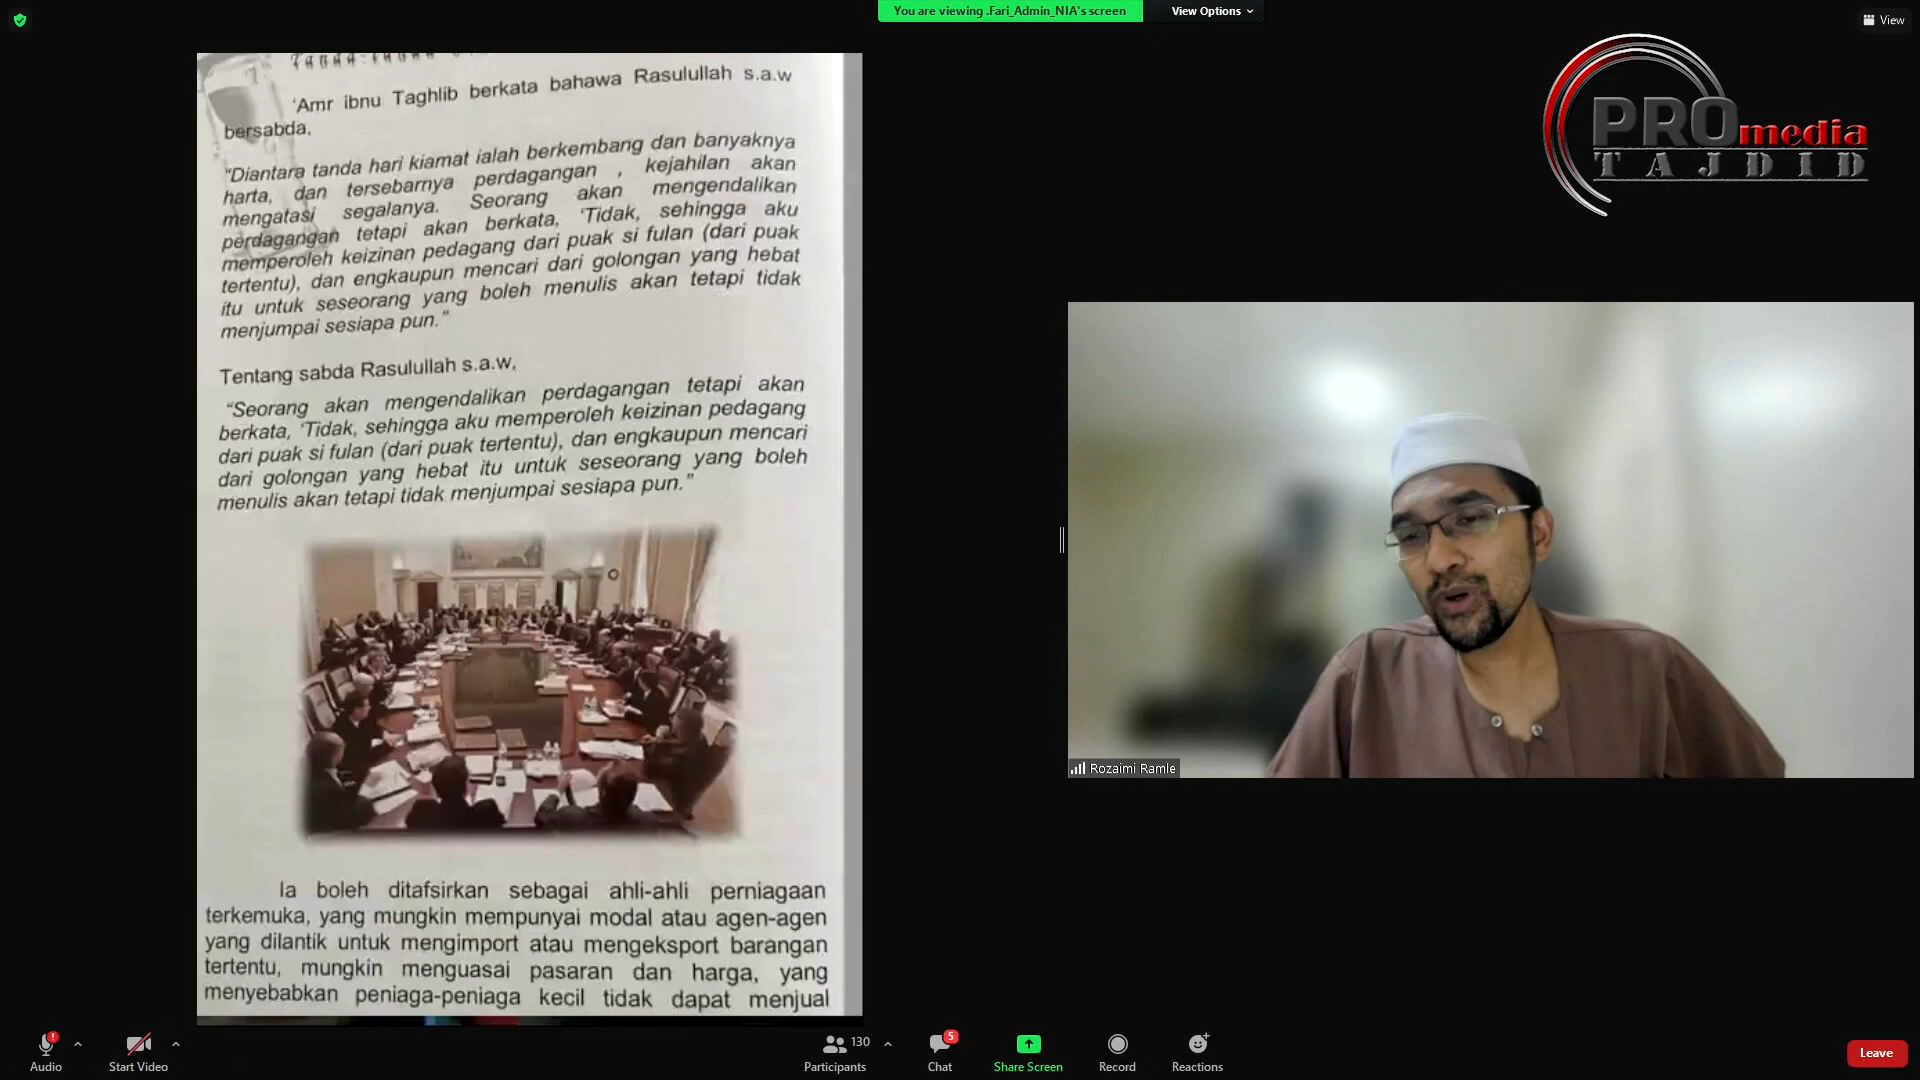 You are viewing .Fari_Admin_NIA's screen
View Options
View
PROmedia
TAJDID
'Amr ibnu Taghlib berkata bahawa Rasulullah s.a.w
bersabda,
"Diantara tanda hari kiamat ialah berkembang dan banyaknya
harta, dan tersebarnya perdagangan , kejahilan akan
mengatasi segalanya. Seorang akan mengendalikan
perdagangan tetapi akan berkata, 'Tidak, sehingga aku
memperoleh keizinan pedagang dari puak si fulan (dari puak
tertentu), dan engkaupun mencari dari golongan yang hebat
itu untuk seseorang yang boleh menulis akan tetapi tidak
menjumpai sesiapa pun."
Tentang sabda Rasulullah s.a.w,
"Seorang akan mengendalikan perdagangan tetapi akan
berkata, 'Tidak, sehingga aku memperoleh keizinan pedagang
dari puak si fulan (dari puak tertentu), dan engkaupun mencari
dari golongan yang hebat itu untuk seseorang yang boleh
menulis akan tetapi tidak menjumpai sesiapa pun."
Ia boleh ditafsirkan sebagai ahli-ahli perniagaan
terkemuka, yang mungkin mempunyai modal atau agen-agen
yang dilantik untuk mengimport atau mengeksport barangan
tertentu, mungkin menguasai pasaran dan harga, yang
menyebabkan peniaga-peniaga kecil tidak dapat menjual
Rozaimi Ramle
Audio
Start Video
Participants
130
Chat
5
Share Screen
Record
Reactions
Leave